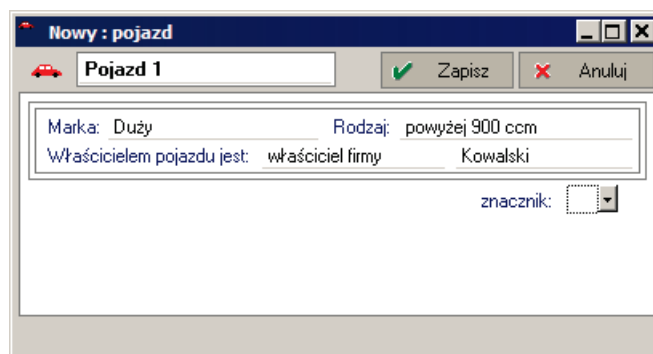 Nowy : pojazd
Pojazd 1 Zapisz Anuluj
Marka: Duży Rodzaj: powyżej 900 ccm
Właścicielem pojazdu jest: właściciel firmy Kowalski
znacznik: